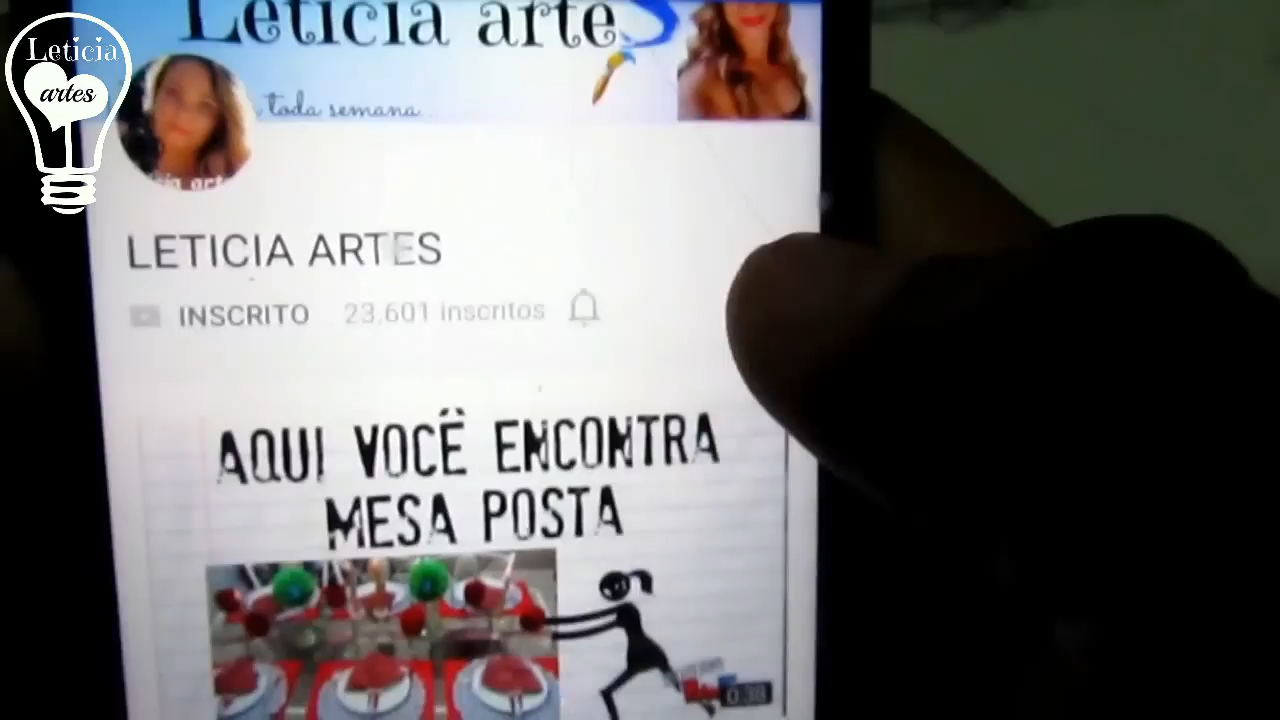 Leticia arteS
Leticia
artes
toda semana
LETICIA ARTES
INSCRITO 23,601 inscritos
AQUI VOCÊ ENCONTRA
MESA POSTA
0:38